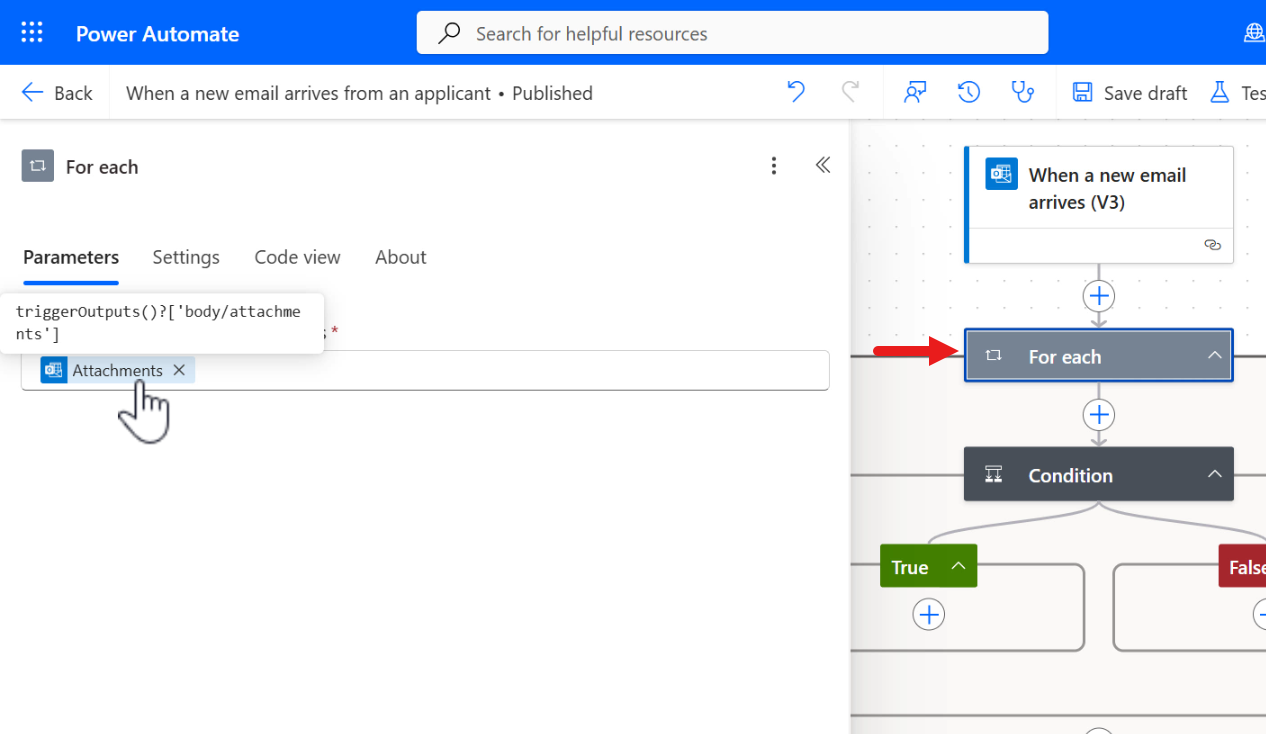 Power Automate
Search for helpful resources
Back
When a new email arrives from an applicant • Published
Save draft
Tes
For each
Parameters
Settings
Code view
About
triggerOutputs()?['body/attachme
nts']
*
Attachments
When a new email
arrives (V3)
For each
Condition
True
False